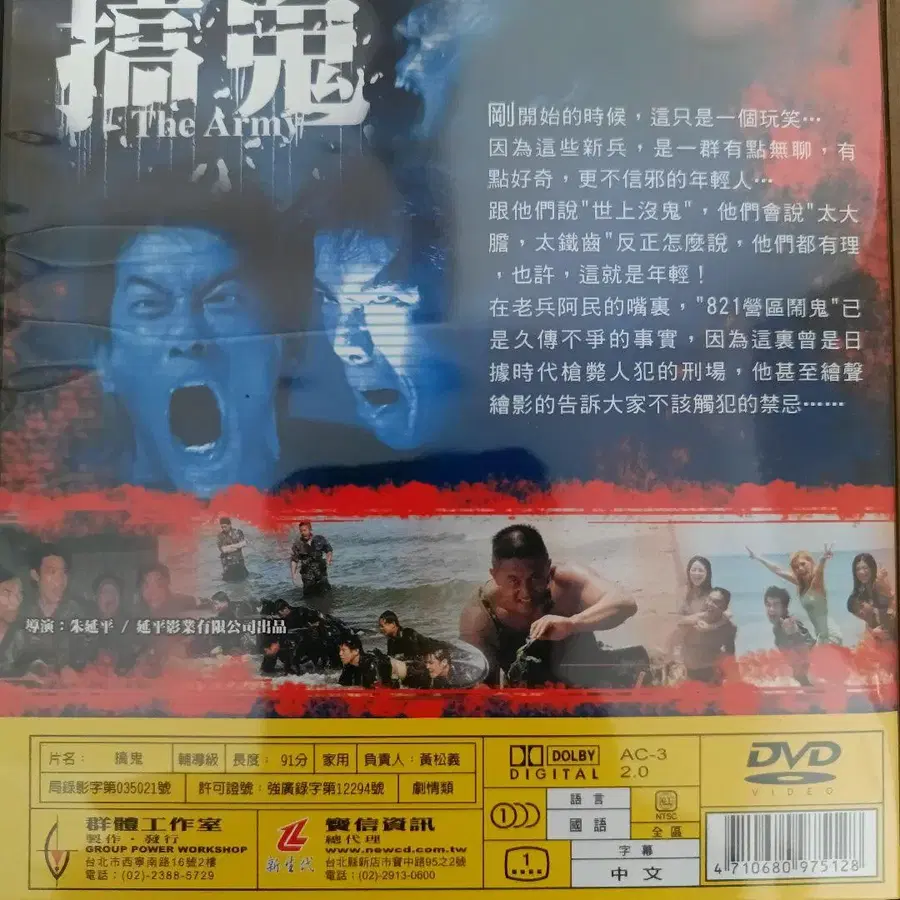 搞鬼
The Army
剛開始的時候，這只是一個玩笑…
因為這些新兵，是一群有點無聊，有
點好奇，更不信邪的年輕人…
跟他們說"世上沒鬼"，他們會說"太大
膽，太鐵齒"反正怎麼說，他們都有理
，也許，這就是年輕！
在老兵阿民的嘴裏，"821營區鬧鬼"已
是久傳不爭的事實，因為這裏曾是日
據時代槍斃人犯的刑場，他甚至繪聲
繪影的告訴大家不該觸犯的禁忌……
導演：朱延平 / 延平影業有限公司出品
片名： 搞鬼 輔導級 長度： 91分 家用 負責人：黃松義
局錄影字第035021號 許可證號：強廣錄字第12294號 劇情類
群體工作室
製作·發行
GROUP POWER WORKSHOP
台北市西寧南路16號2樓
電話：(02)-2388-5729
新生代
寶信資訊
總代理
www.newcd.com.tw
台北縣新店市寶中路95之2號
電話：(02)-2913-0600
DOLBY
DIGITAL
AC-3
2.0
語言
國語
NTSC
全區
1
字幕
中文
DVD
VIDEO
4 710680 975128